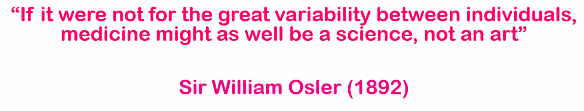 “If it were not for the great variability between individuals,
medicine might as well be a science, not an art”
Sir William Osler (1892)